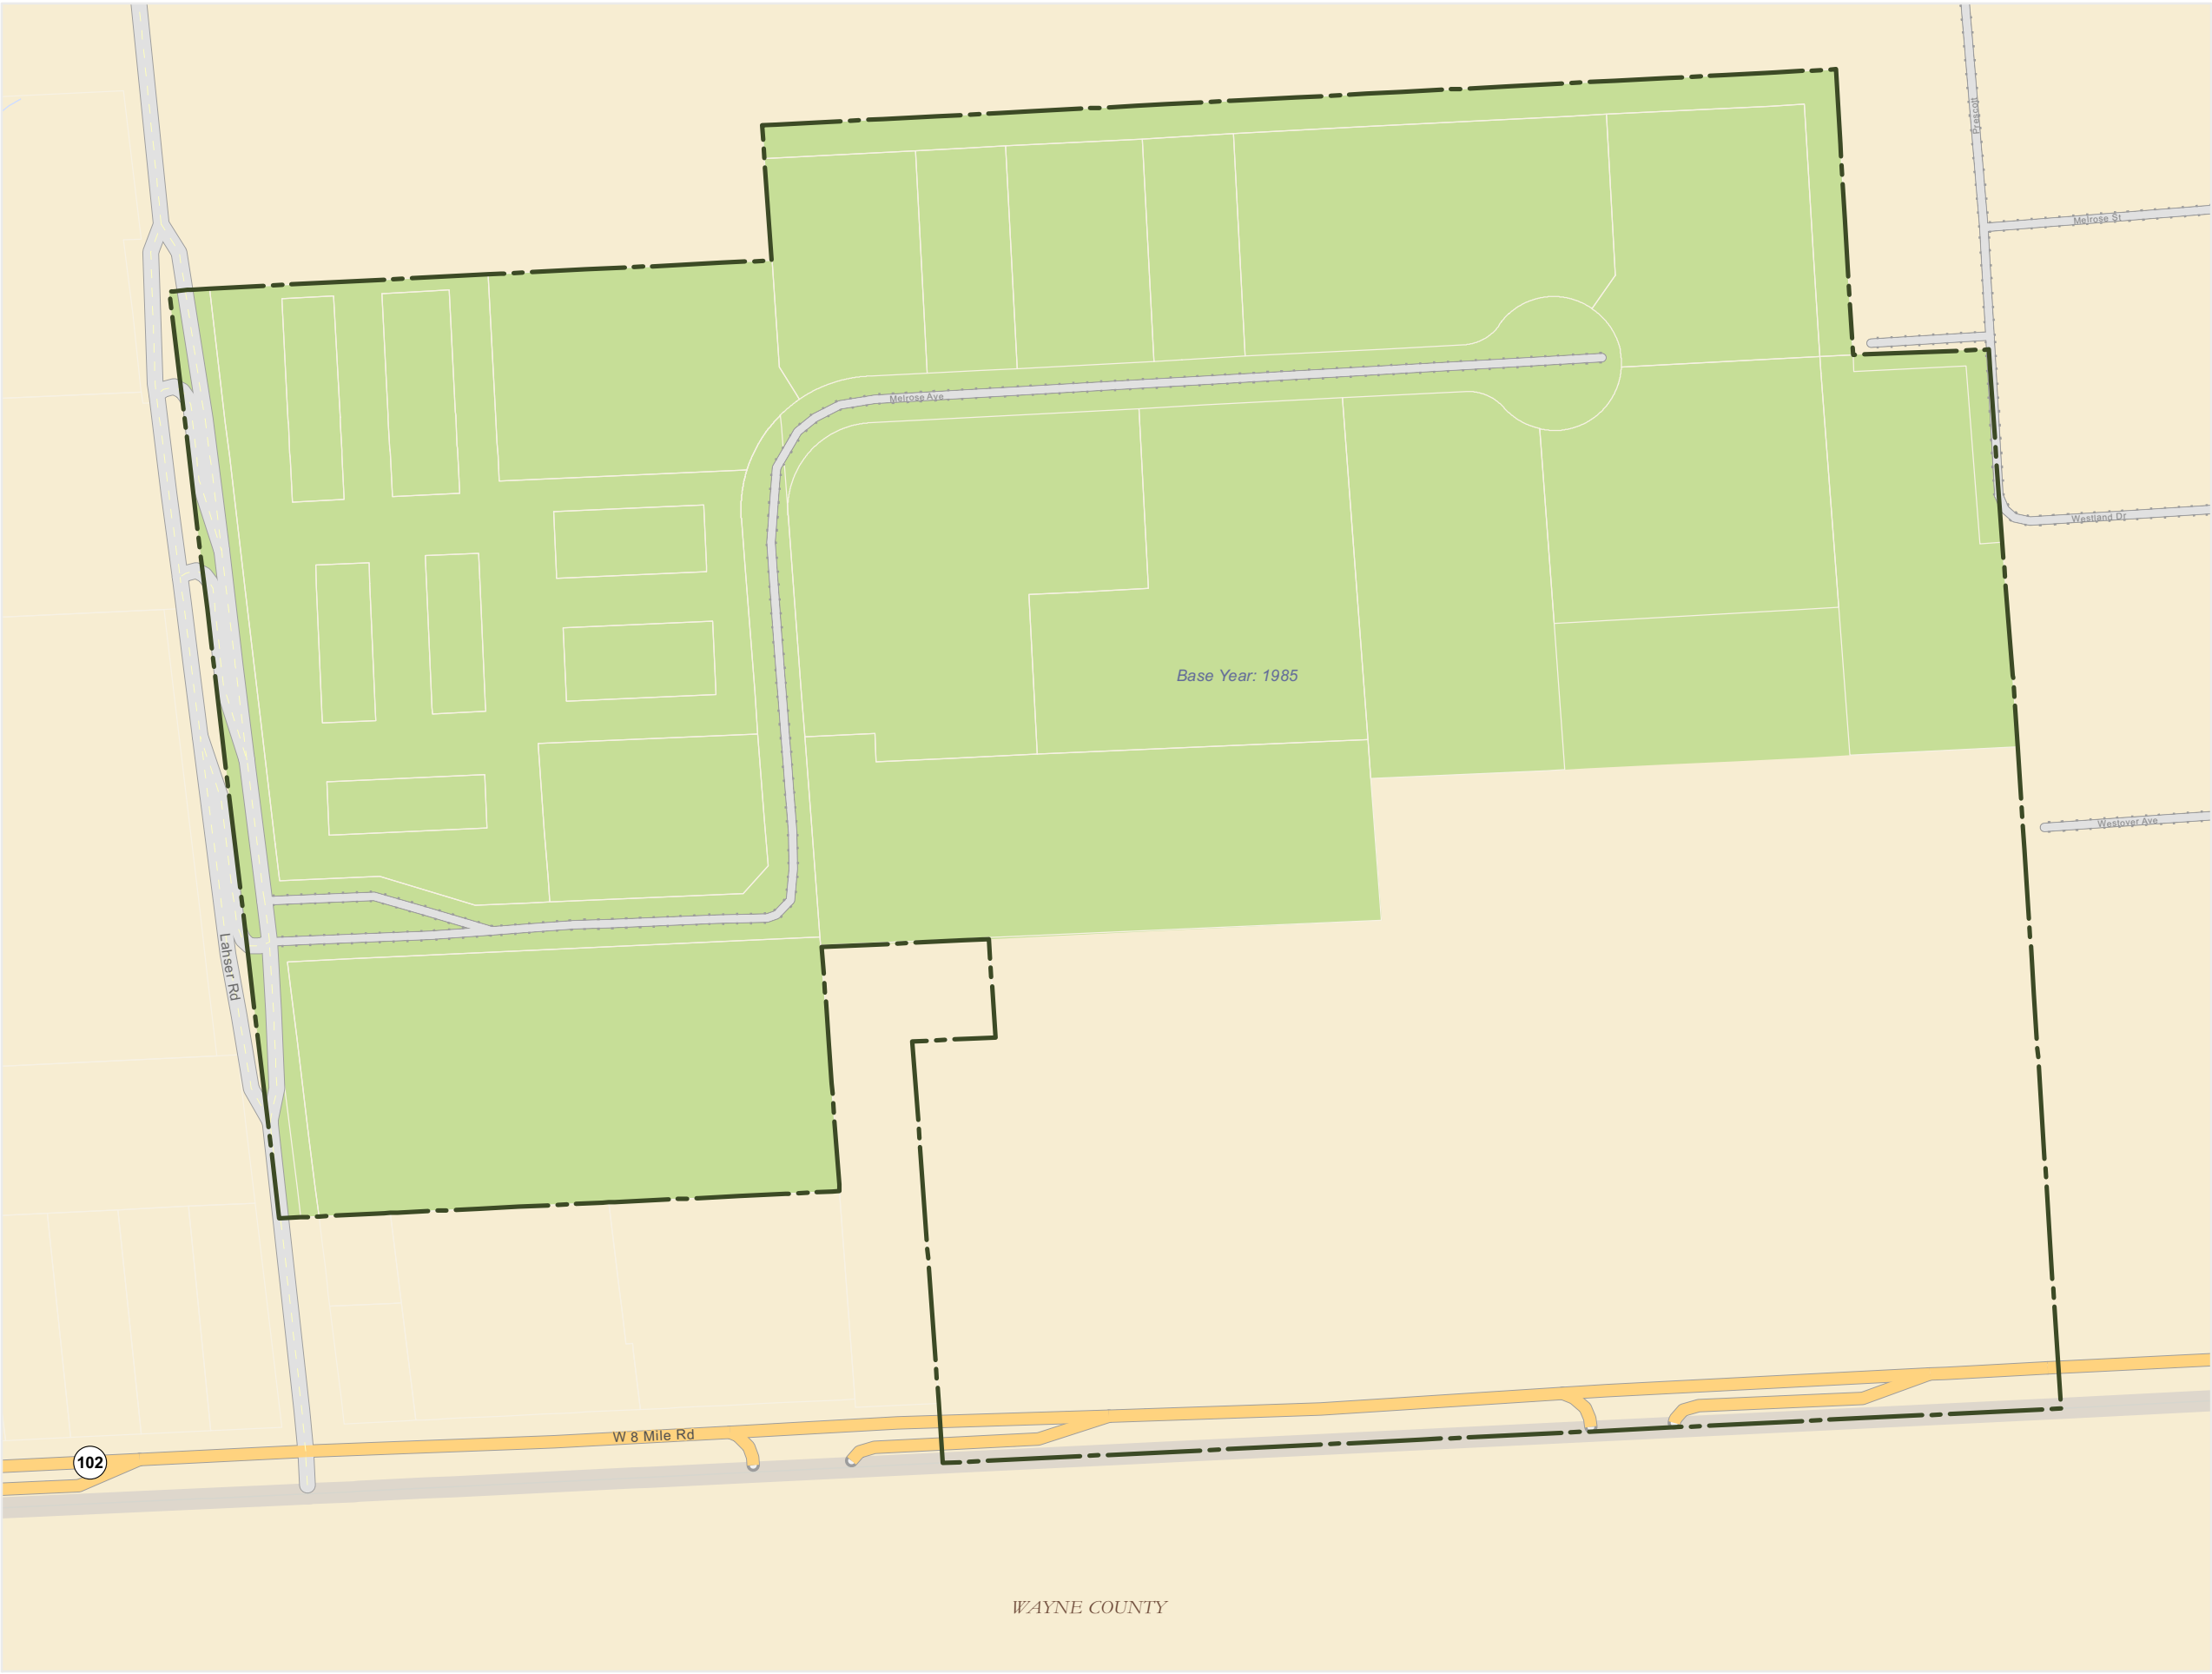 Prescott
Melrose St
Melrose Ave
Westland Dr
Base Year: 1985
Westover Ave
Lahser Rd
W 8 Mile Rd
102
WAYNE COUNTY